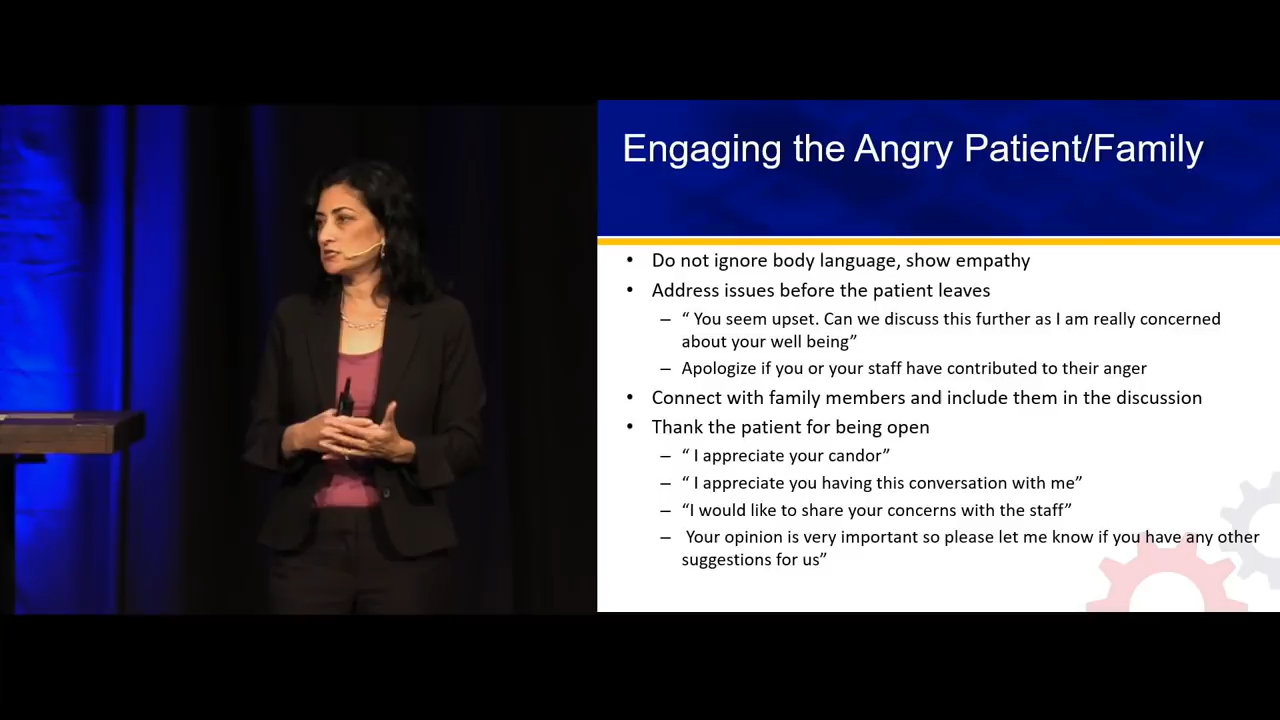 Engaging the Angry Patient/Family
• Do not ignore body language, show empathy
• Address issues before the patient leaves
– “ You seem upset. Can we discuss this further as I am really concerned
about your well being”
– Apologize if you or your staff have contributed to their anger
• Connect with family members and include them in the discussion
• Thank the patient for being open
– “ I appreciate your candor”
– “ I appreciate you having this conversation with me”
– “I would like to share your concerns with the staff”
– Your opinion is very important so please let me know if you have any other
suggestions for us”